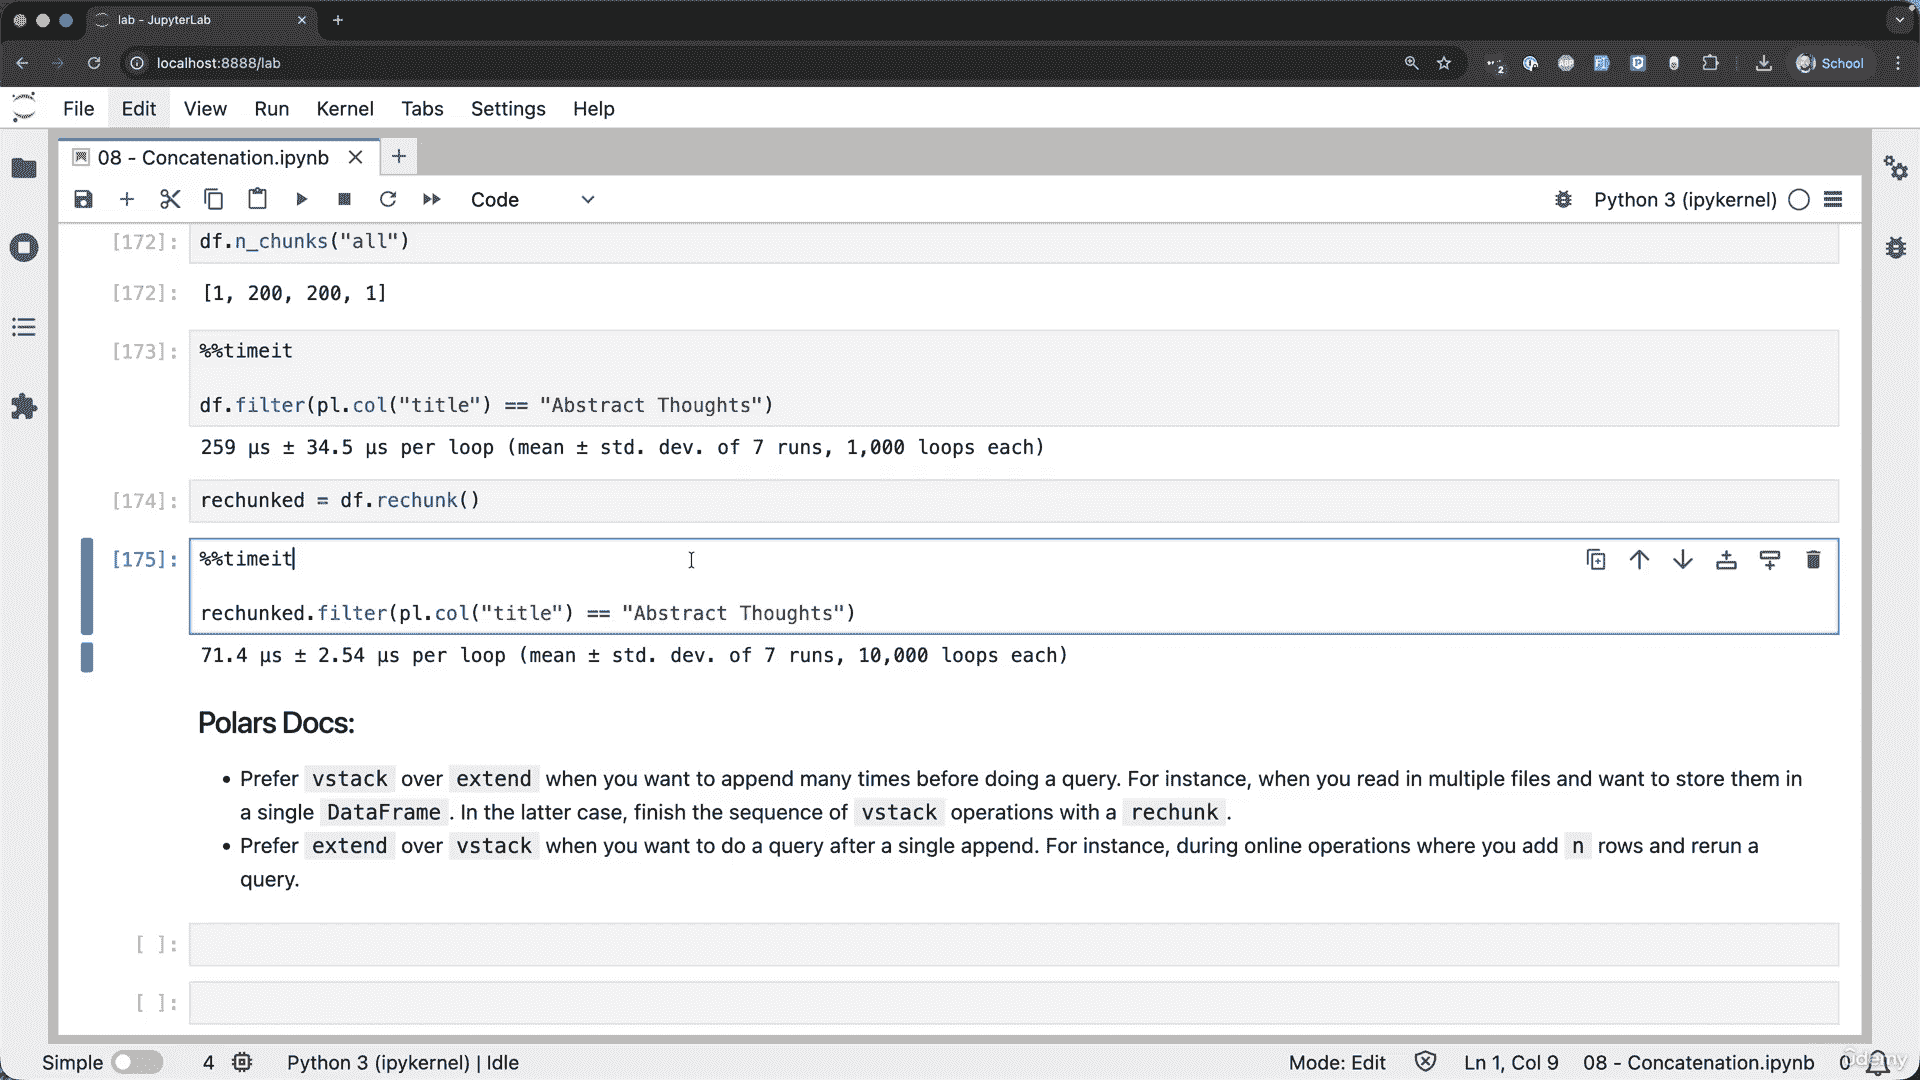 lab - JupyterLab
localhost:8888/lab
2
ABP
School
File Edit View Run Kernel Tabs Settings Help
08 - Concatenation.ipynb
Code
Python 3 (ipykernel)
[172]: df.n_chunks("all")
[172]: [1, 200, 200, 1]
[173]: %%timeit
df.filter(pl.col("title") == "Abstract Thoughts")
259 µs ± 34.5 µs per loop (mean ± std. dev. of 7 runs, 1,000 loops each)
[174]: rechunked = df.rechunk()
[175]: %%timeit
rechunked.filter(pl.col("title") == "Abstract Thoughts")
71.4 µs ± 2.54 µs per loop (mean ± std. dev. of 7 runs, 10,000 loops each)
Polars Docs:
• Prefer vstack over extend when you want to append many times before doing a query. For instance, when you read in multiple files and want to store them in
a single DataFrame . In the latter case, finish the sequence of vstack operations with a rechunk .
• Prefer extend over vstack when you want to do a query after a single append. For instance, during online operations where you add n rows and rerun a
query.
[ ]:
[ ]:
Simple 4 Python 3 (ipykernel) | Idle Mode: Edit Ln 1, Col 9 08 - Concatenation.ipynb 0
udemy